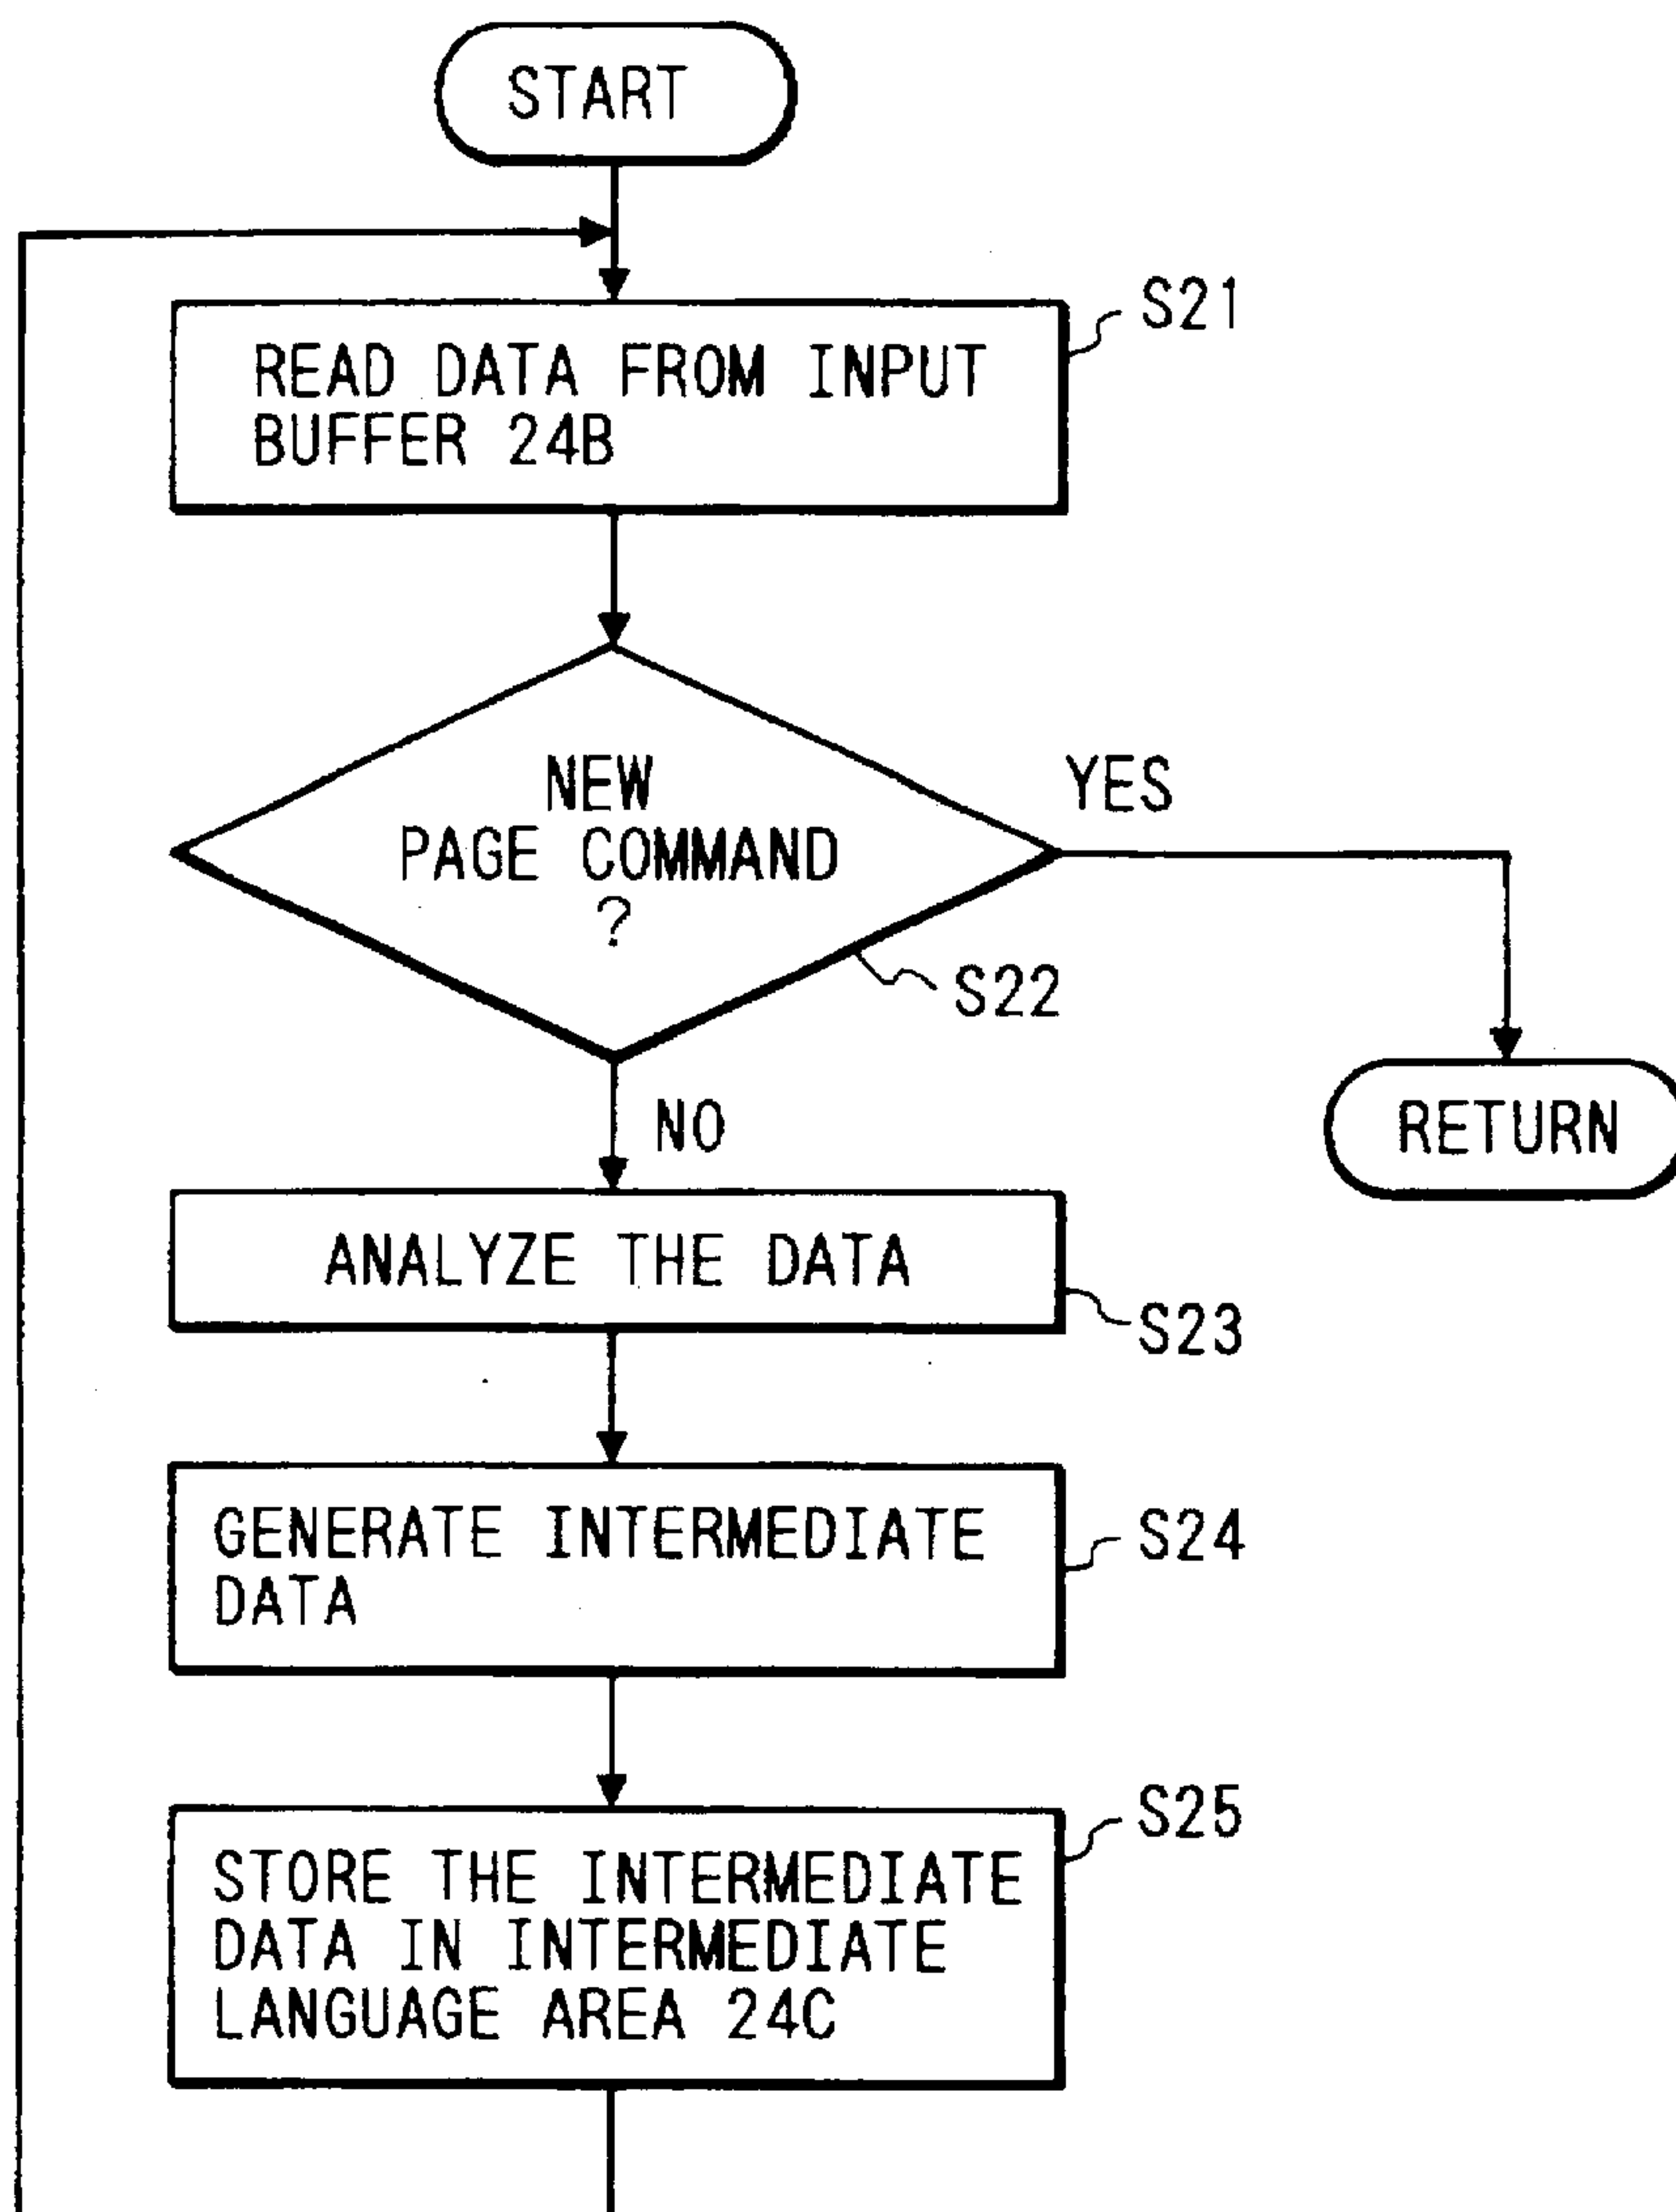 START
S21
READ DATA FROM INPUT
BUFFER 24B
NEW
PAGE COMMAND
?
YES
S22
NO
RETURN
ANALYZE THE DATA
S23
GENERATE INTERMEDIATE
DATA
S24
S25
STORE THE INTERMEDIATE
DATA IN INTERMEDIATE
LANGUAGE AREA 24C